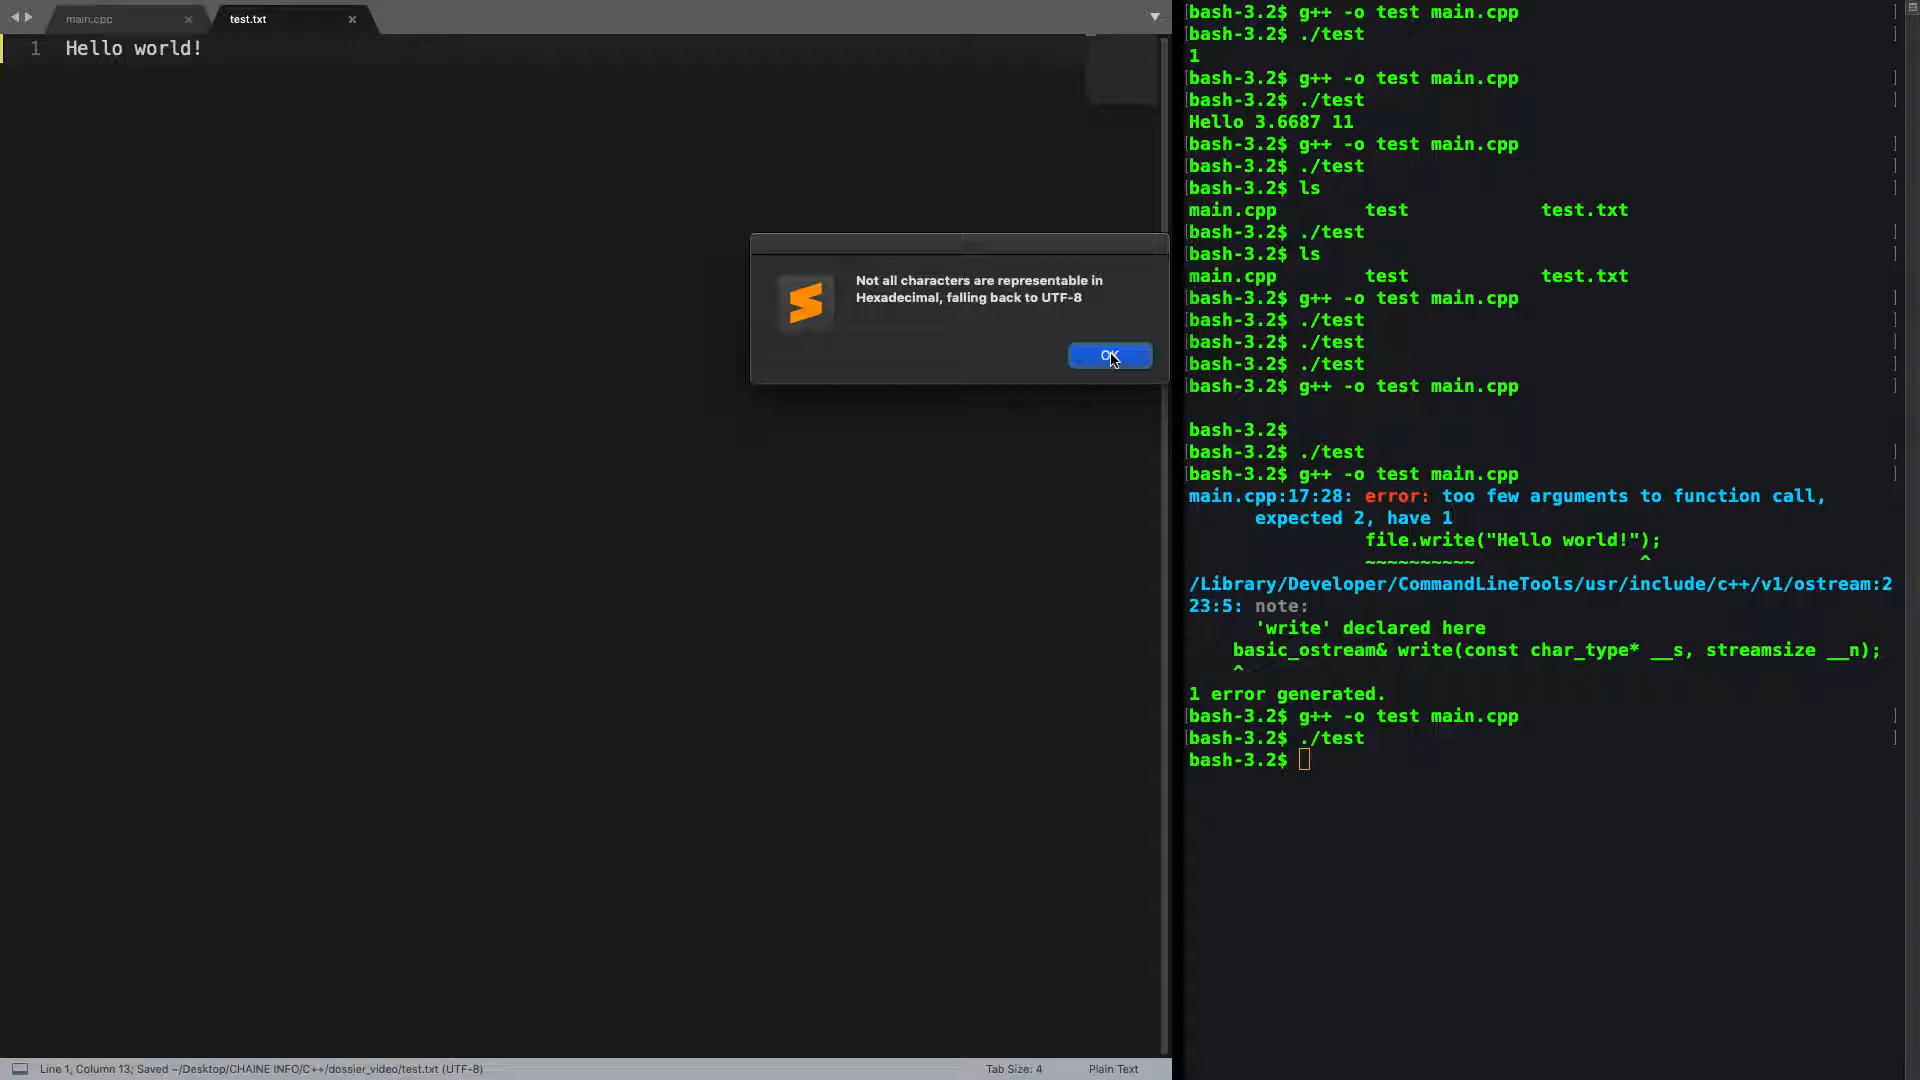 main.cpp
test.txt
1 Hello world!
Not all characters are representable in
Hexadecimal, falling back to UTF-8
OK
Line 1, Column 13; Saved ~/Desktop/CHAINE INFO/C++/dossier_video/test.txt (UTF-8)
Tab Size: 4
Plain Text
[bash-3.2$ g++ -o test main.cpp ]
[bash-3.2$ ./test ]
1
[bash-3.2$ g++ -o test main.cpp ]
[bash-3.2$ ./test ]
Hello 3.6687 11
[bash-3.2$ g++ -o test main.cpp ]
[bash-3.2$ ./test ]
[bash-3.2$ ls ]
main.cpp test test.txt
[bash-3.2$ ./test ]
[bash-3.2$ ls ]
main.cpp test test.txt
[bash-3.2$ g++ -o test main.cpp ]
[bash-3.2$ ./test ]
[bash-3.2$ ./test ]
[bash-3.2$ ./test ]
[bash-3.2$ g++ -o test main.cpp ]
bash-3.2$
[bash-3.2$ ./test ]
[bash-3.2$ g++ -o test main.cpp ]
main.cpp:17:28: error: too few arguments to function call,
expected 2, have 1
file.write("Hello world!");
~~~~~~~~~~ ^
/Library/Developer/CommandLineTools/usr/include/c++/v1/ostream:2
23:5: note:
'write' declared here
basic_ostream& write(const char_type* __s, streamsize __n);
^
1 error generated.
[bash-3.2$ g++ -o test main.cpp ]
[bash-3.2$ ./test ]
bash-3.2$